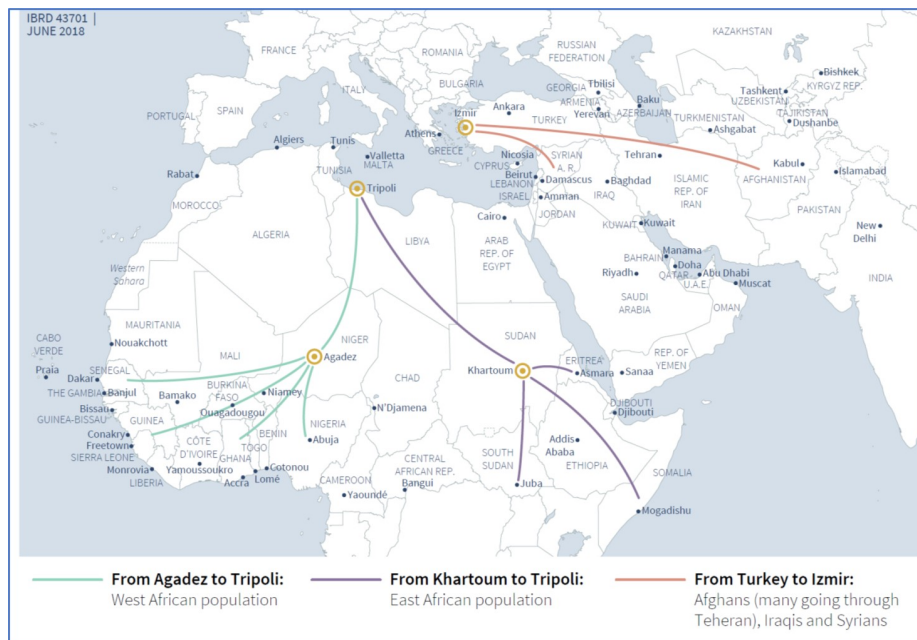 IBRD 43701 |
JUNE 2018
KAZAKHSTAN
FRANCE
ROMANIA
RUSSIAN
FEDERATION
Bishkek
KYRGYZ REP.
ITALY
BULGARIA
GEORGIA
Tbilisi
Tashkent
UZBEKISTAN
PORTUGAL
SPAIN
Izmir
Ankara
ARMENIA
Yerevan
Baku
AZERBAIJAN
TURKMENISTAN
TAJIKISTAN
Dushanbe
TURKEY
Ashgabat
Athens
GREECE
Algiers
Tunis
Valletta
MALTA
Nicosia
CYPRUS
SYRIAN
A. R.
Tehran
Kabul
Islamabad
AFGHANISTAN
Rabat
TUNISIA
Beirut
LEBANON
Damascus
Baghdad
ISLAMIC
REP. OF
IRAN
Tripoli
ISRAEL
Amman
IRAQ
MOROCCO
JORDAN
PAKISTAN
Cairo
KUWAIT
Kuwait
New
Delhi
ALGERIA
LIBYA
ARAB
REP. OF
EGYPT
BAHRAIN
Manama
Doha
QATAR
Abu Dhabi
U.A.E.
Western
Sahara
Riyadh
Muscat
INDIA
SAUDI
ARABIA
OMAN
MAURITANIA
Nouakchott
CABO
VERDE
NIGER
SUDAN
MALI
Agadez
ERITREA
REP. OF
YEMEN
Praia
SENEGAL
Dakar
CHAD
Khartoum
Asmara
Sanaa
THE GAMBIA
Banjul
BURKINA
FASO
Niamey
Bamako
Bissau
GUINEA-BISSAU
Ouagadougou
N'Djamena
DJIBOUTI
Djibouti
GUINEA
BENIN
NIGERIA
Conakry
Freetown
SIERRA LEONE
CÔTE
D'IVOIRE
GHANA
TOGO
Abuja
Addis
Ababa
Monrovia
LIBERIA
Yamoussoukro
Accra
Lomé
Cotonou
CENTRAL
AFRICAN REP.
SOUTH
SUDAN
ETHIOPIA
SOMALIA
CAMEROON
Yaoundé
Bangui
Juba
Mogadishu
From Agadez to Tripoli:
West African population
From Khartoum to Tripoli:
East African population
From Turkey to Izmir:
Afghans (many going through
Teheran), Iraqis and Syrians